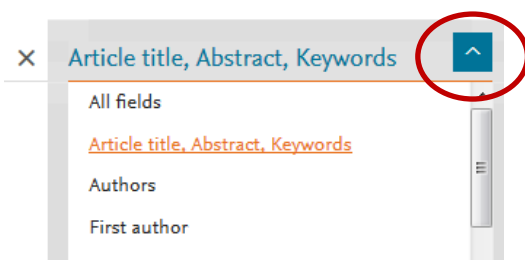 Article title, Abstract, Keywords
All fields
Article title, Abstract, Keywords
Authors
First author